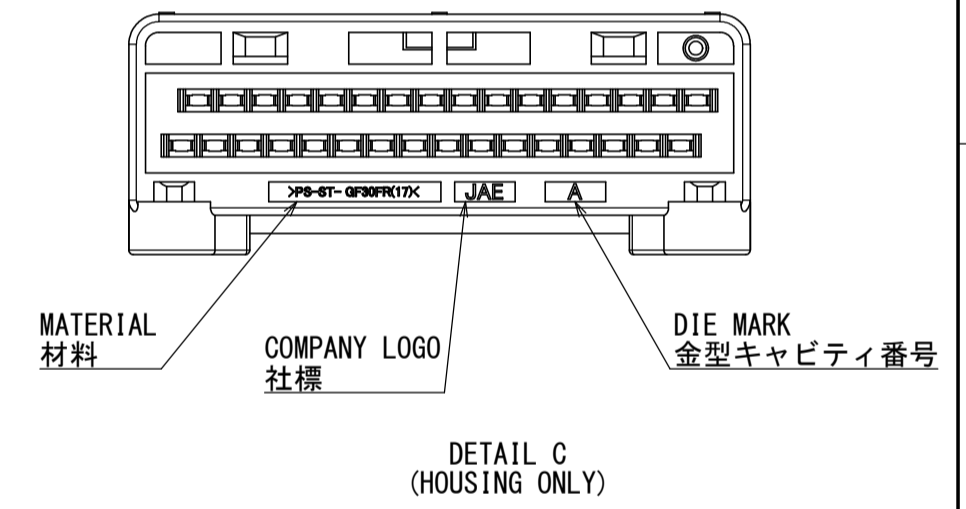 >PS-ST- GF30FR(17)<
JAE
A
MATERIAL
材料
COMPANY LOGO
社標
DIE MARK
金型キャビティ番号
DETAIL C
(HOUSING ONLY)